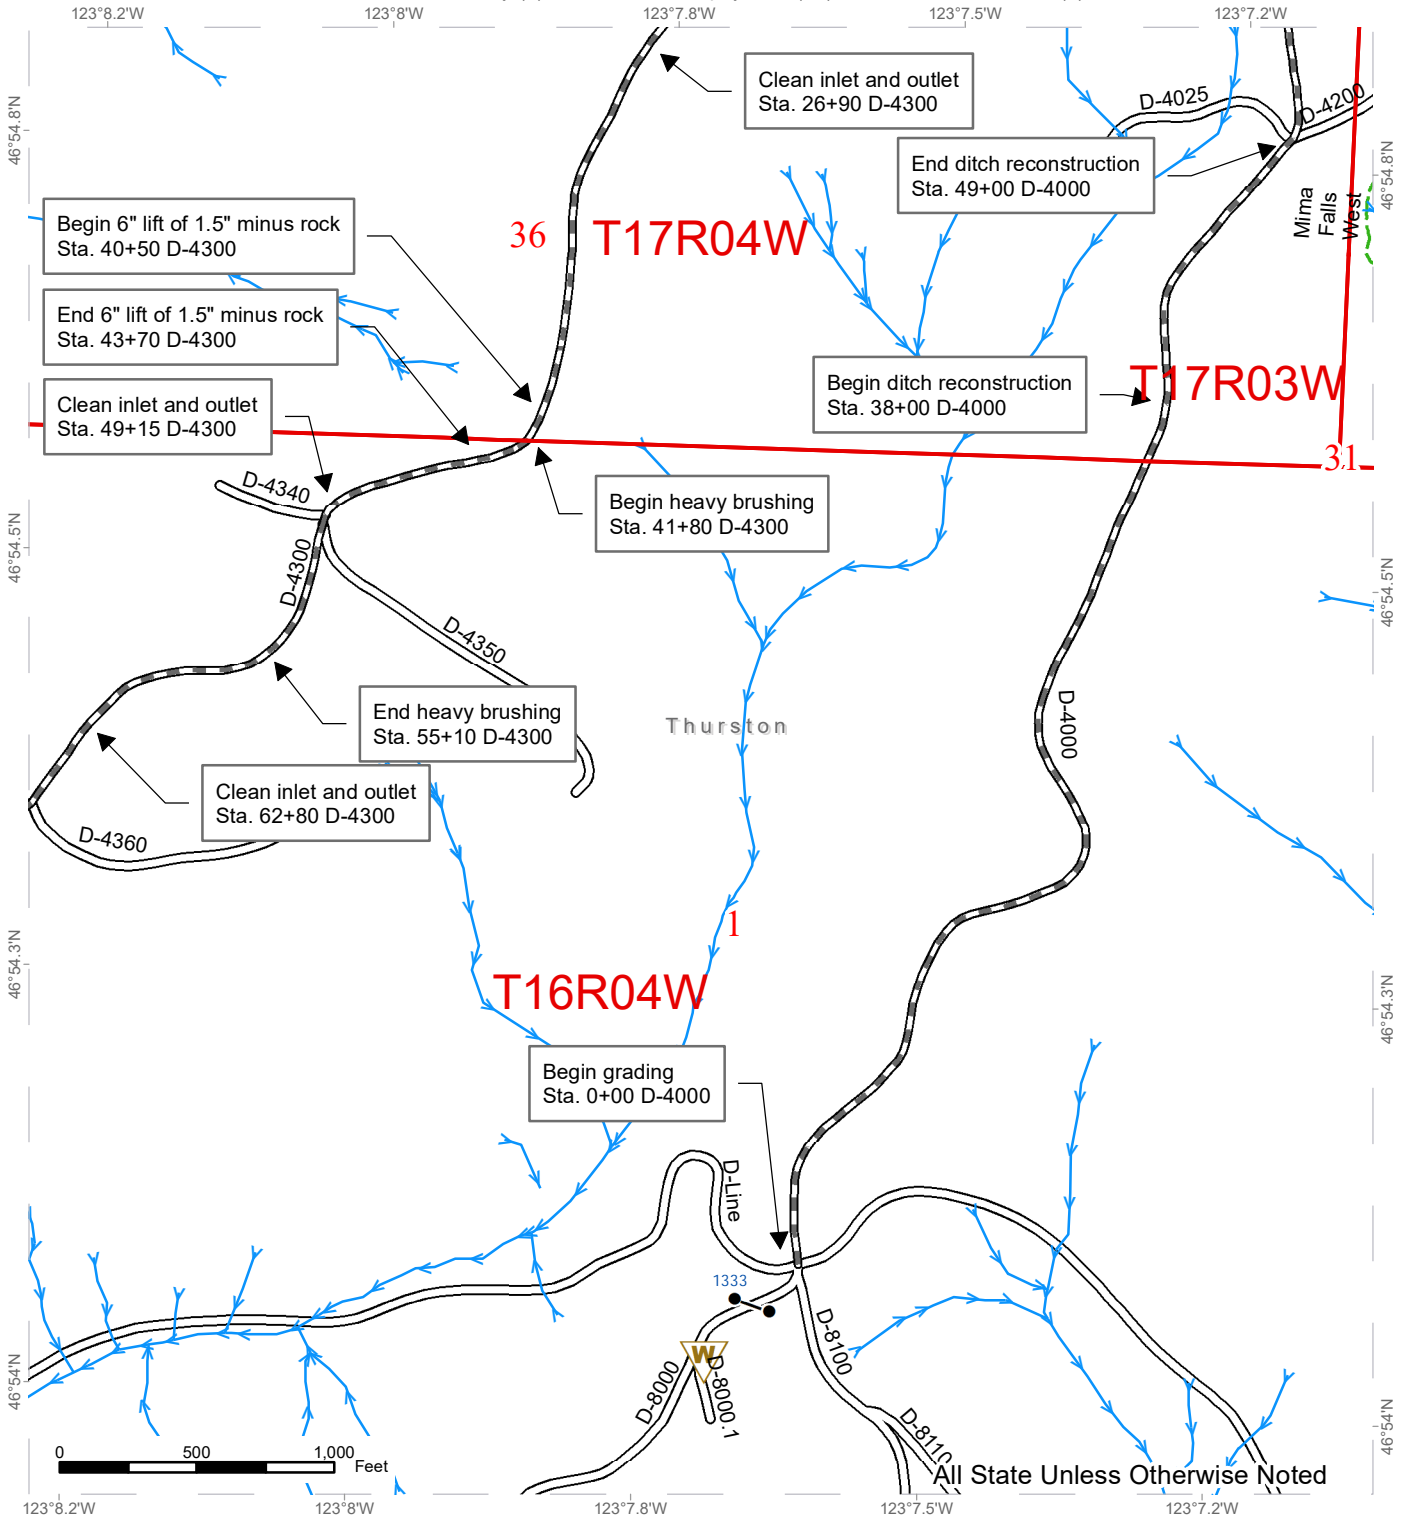 123°8.2'W
123°8'W
123°7.8'W
123°7.5'W
123°7.2'W
46°54.8'N
46°54.5'N
46°54.3'N
46°54'N
46°54.8'N
46°54.5'N
46°54.3'N
46°54'N
Clean inlet and outlet
Sta. 26+90 D-4300
D-4025
D-4200
End ditch reconstruction
Sta. 49+00 D-4000
Mima
Falls
West
Begin 6" lift of 1.5" minus rock
Sta. 40+50 D-4300
36
T17R04W
End 6" lift of 1.5" minus rock
Sta. 43+70 D-4300
Begin ditch reconstruction
Sta. 38+00 D-4000
T17R03W
Clean inlet and outlet
Sta. 49+15 D-4300
31
D-4340
Begin heavy brushing
Sta. 41+80 D-4300
D-4300
D-4350
End heavy brushing
Sta. 55+10 D-4300
Thurston
D-4000
Clean inlet and outlet
Sta. 62+80 D-4300
D-4360
1
T16R04W
Begin grading
Sta. 0+00 D-4000
D-Line
1333
W
D-8100
D-8000
D-8000.1
D-8110
0 500 1,000
Feet
All State Unless Otherwise Noted
123°8.2'W
123°8'W
123°7.8'W
123°7.5'W
123°7.2'W